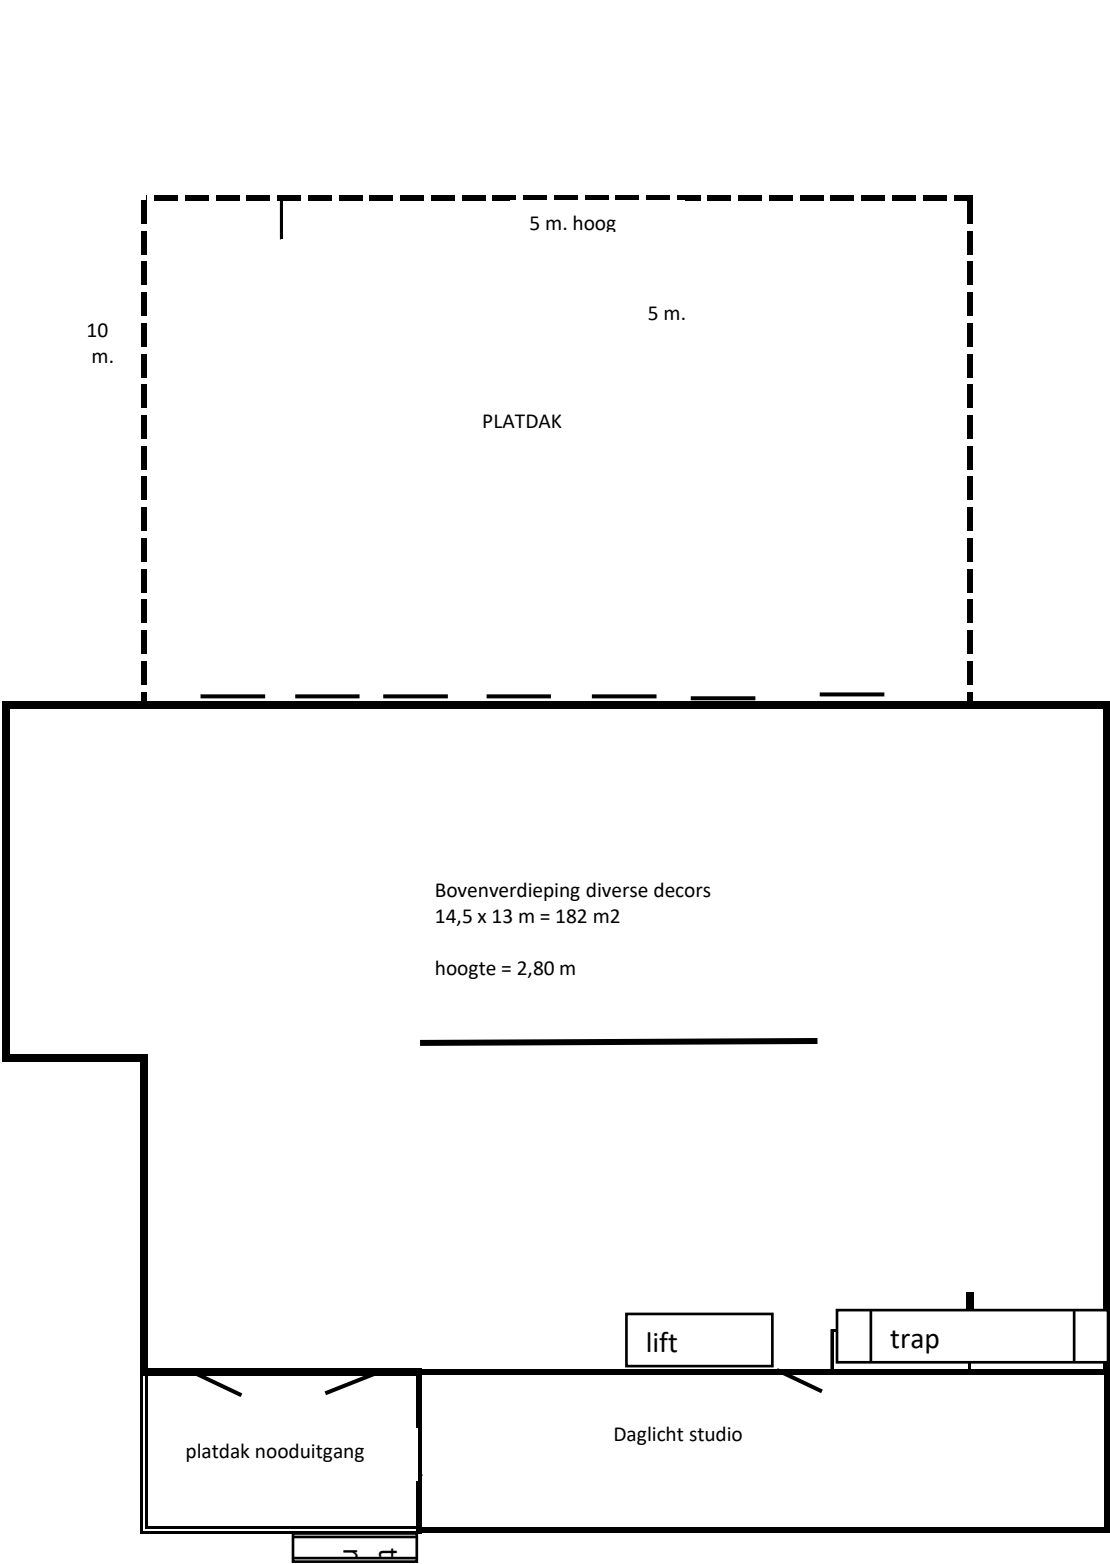 5 m. hoog
5 m.
10
m.
PLATDAK
Bovenverdieping diverse decors
14,5 x 13 m = 182 m2
hoogte = 2,80 m
lift
trap
Daglicht studio
platdak nooduitgang